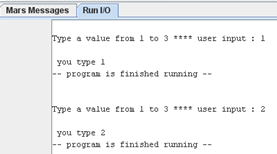 Mars Messages Run I/O
Type a value from 1 to 3 **** user input : 1
you type 1
-- program is finished running --
Type a value from 1 to 3 **** user input : 2
you type 2
-- program is finished running --